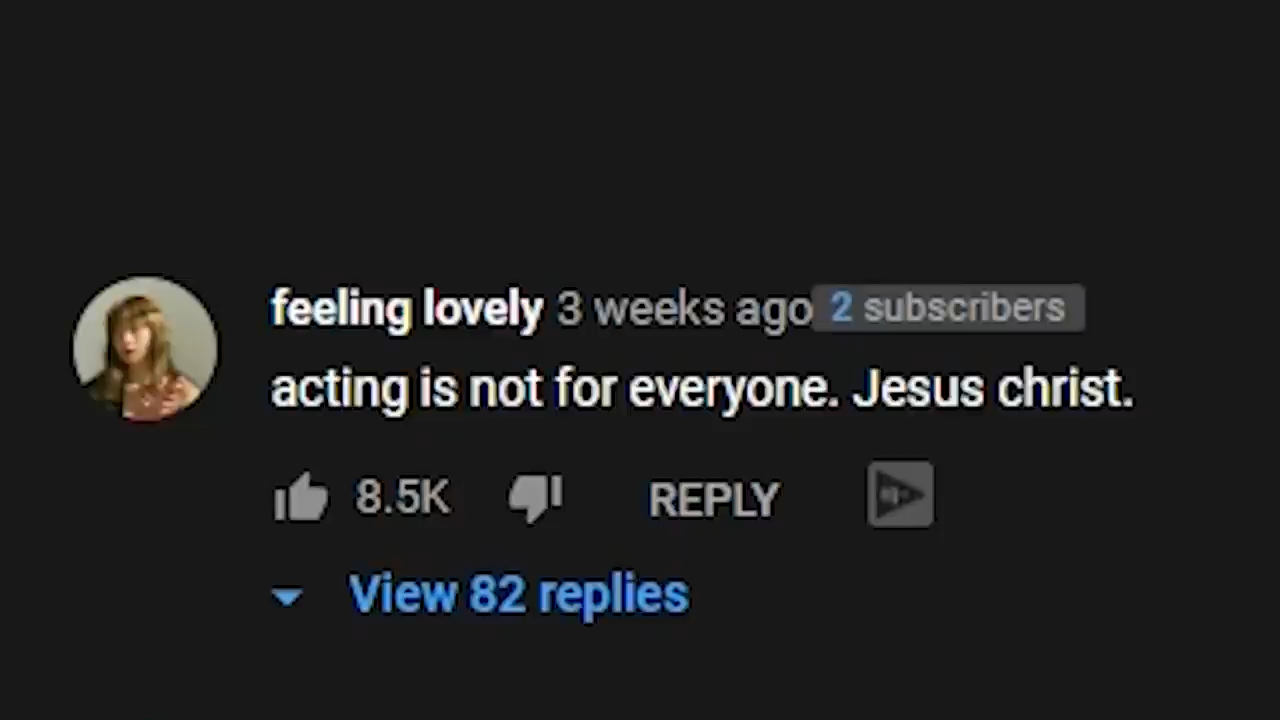 feeling lovely 3 weeks ago 2 subscribers
acting is not for everyone. Jesus christ.
8.5K REPLY
View 82 replies